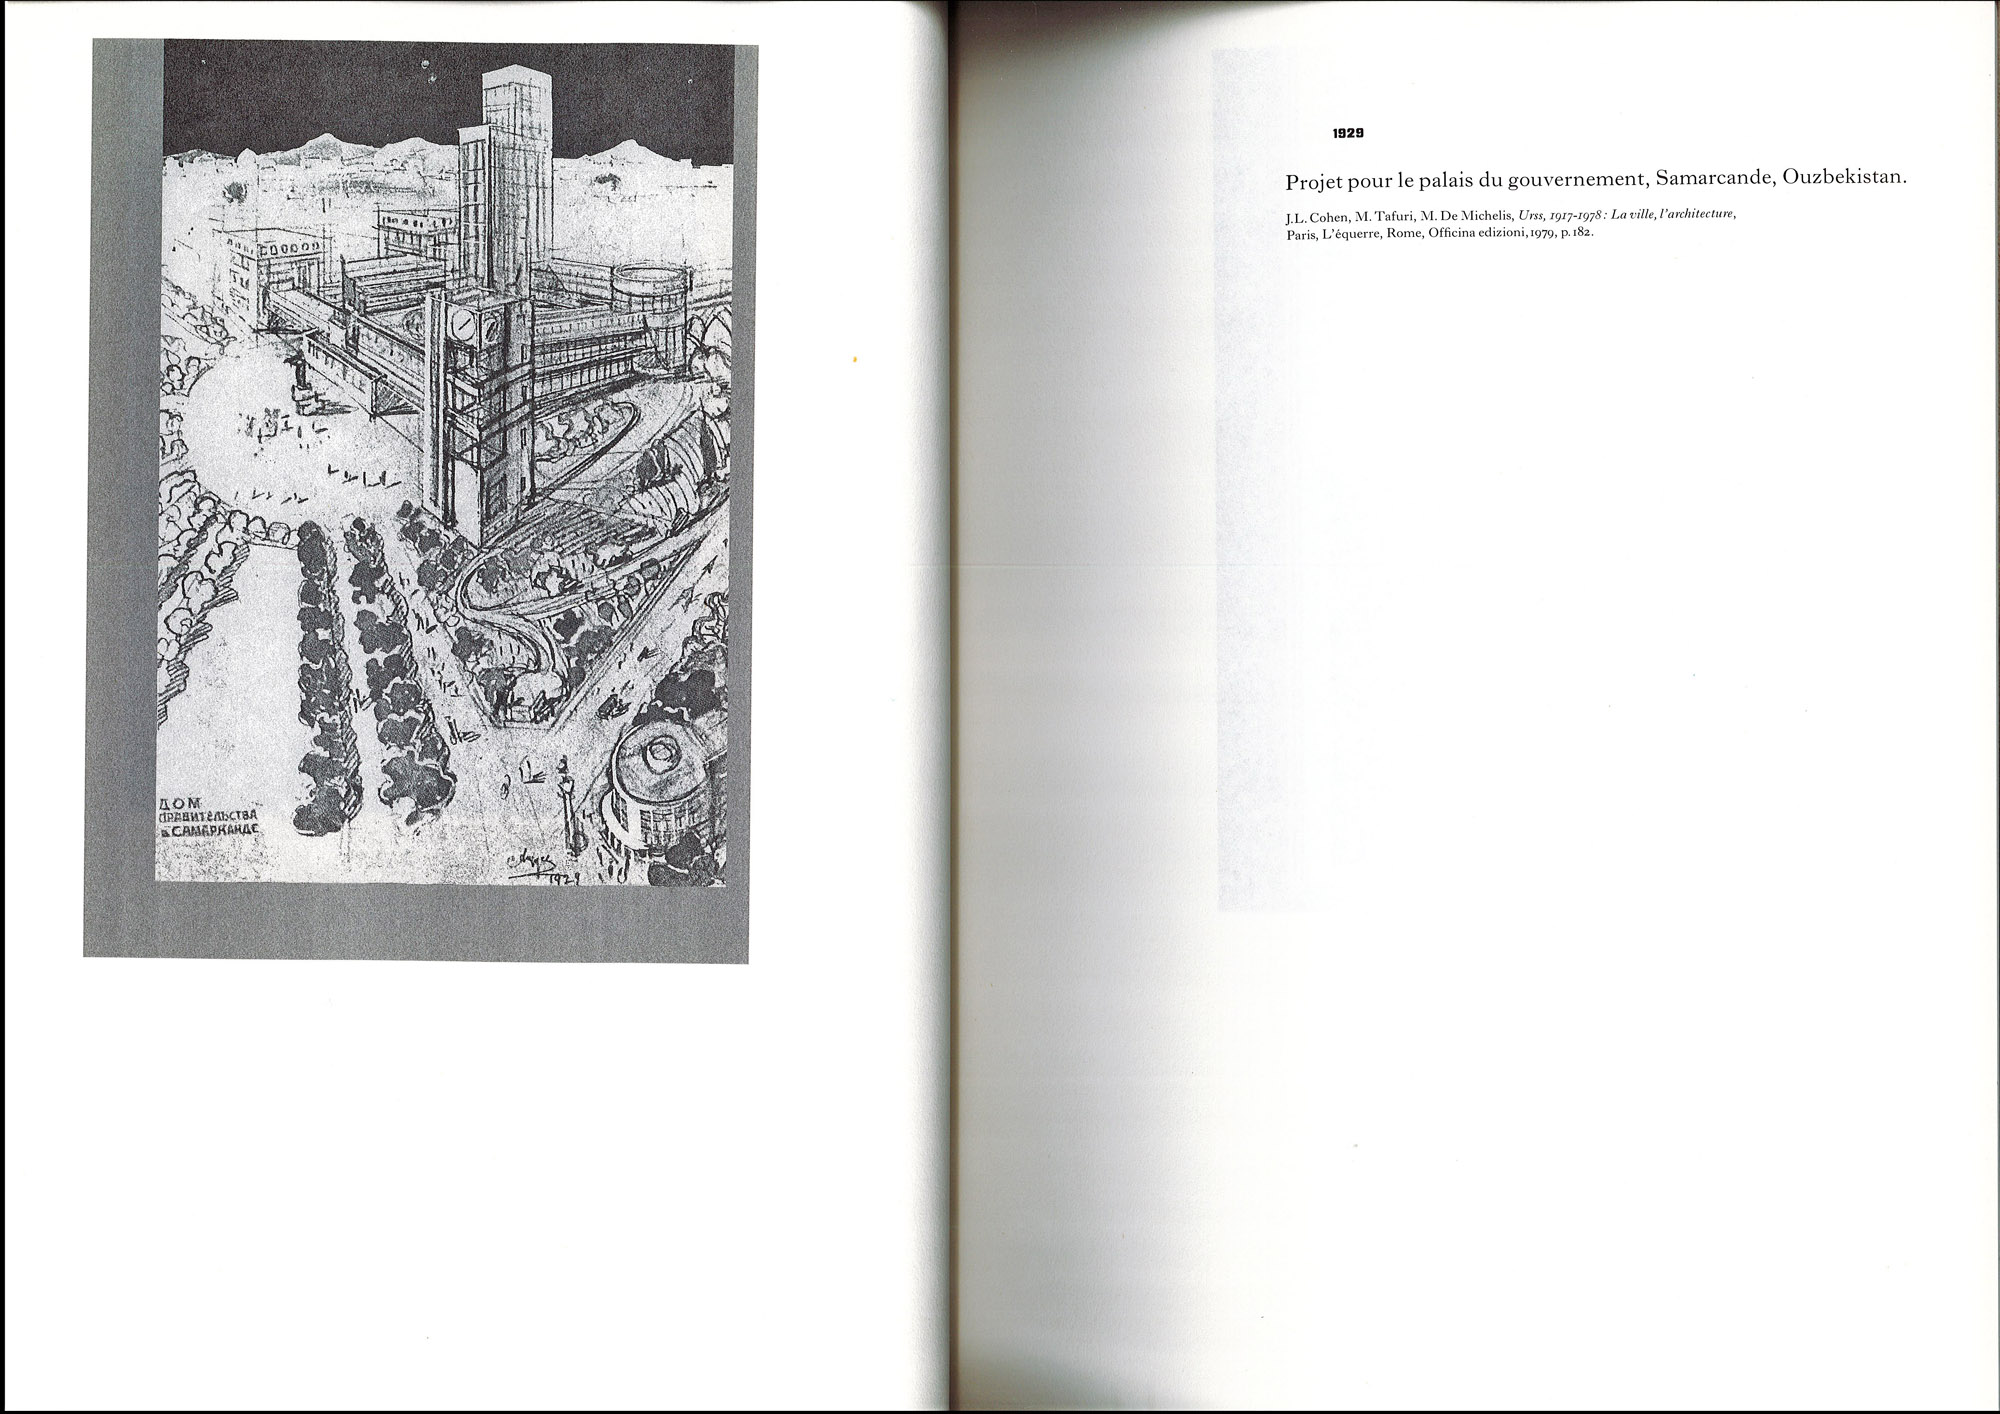 ДОМ
ПРАВИТЕЛЬСТВА
в САМАРКАНДЕ
1929
1929
Projet pour le palais du gouvernement, Samarcande, Ouzbekistan.
J.L. Cohen, M. Tafuri, M. De Michelis, Urss, 1917-1978 : La ville, l'architecture,
Paris, L'équerre, Rome, Officina edizioni, 1979, p. 182.